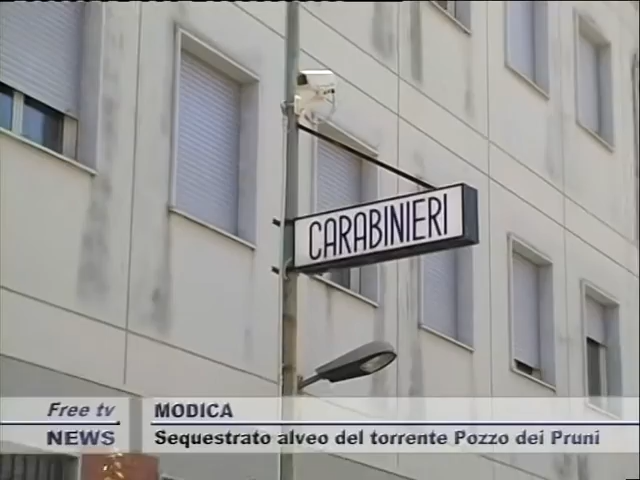 CARABINIERI
Free tv
NEWS
MODICA
Sequestrato alveo del torrente Pozzo dei Pruni